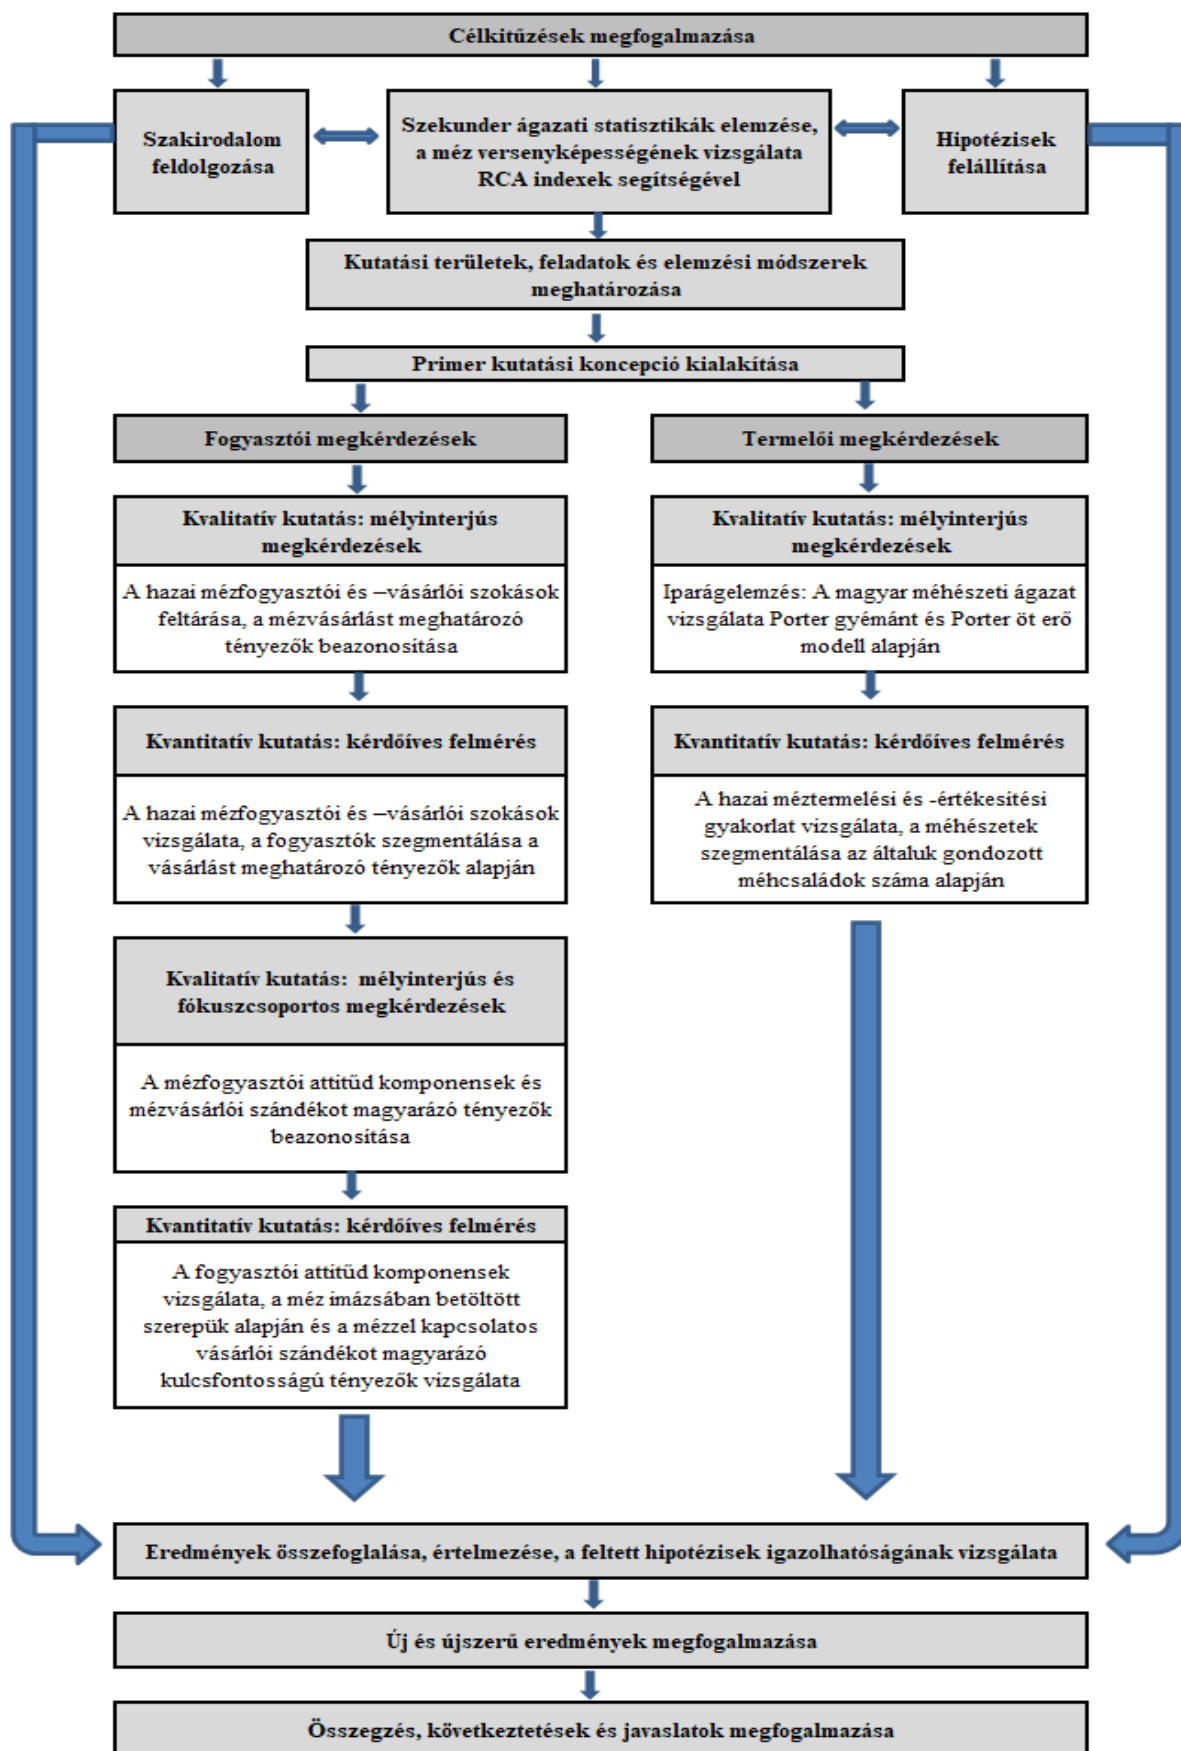 Célkitűzések megfogalmazása
Szakirodalom
feldolgozása
Szekunder ágazati statisztikák elemzése,
a méz versenyképességének vizsgálata
RCA indexek segítségével
Hipotézisek
felállítása
Kutatási területek, feladatok és elemzési módszerek
meghatározása
Primer kutatási koncepció kialakítása
Fogyasztói megkérdezések
Kvalitatív kutatás: mélyinterjús
megkérdezések
A hazai mézfogyasztói és –vásárlói szokások
feltárása, a mézvásárlást meghatározó
tényezők beazonosítása
Kvantitatív kutatás: kérdőíves felmérés
A hazai mézfogyasztói és –vásárlói szokások
vizsgálata, a fogyasztók szegmentálása a
vásárlást meghatározó tényezők alapján
Kvalitatív kutatás: mélyinterjús és
fókuszcsoportos megkérdezések
A mézfogyasztói attitűd komponensek és
mézvásárlói szándékot magyarázó tényezők
beazonosítása
Kvantitatív kutatás: kérdőíves felmérés
A fogyasztói attitűd komponensek
vizsgálata, a méz imázsában betöltött
szerepük alapján és a mézzel kapcsolatos
vásárlói szándékot magyarázó
kulcsfontosságú tényezők vizsgálata
Termelői megkérdezések
Kvalitatív kutatás: mélyinterjús
megkérdezések
Iparágelemzés: A magyar méhészeti ágazat
vizsgálata Porter gyémánt és Porter öt erő
modell alapján
Kvantitatív kutatás: kérdőíves felmérés
A hazai méztermelési és -értékesítési
gyakorlat vizsgálata, a méhészetek
szegmentálása az általuk gondozott
méhcsaládok száma alapján
Eredmények összefoglalása, értelmezése, a feltett hipotézisek igazolhatóságának vizsgálata
Új és újszerű eredmények megfogalmazása
Összegzés, következtetések és javaslatok megfogalmazása